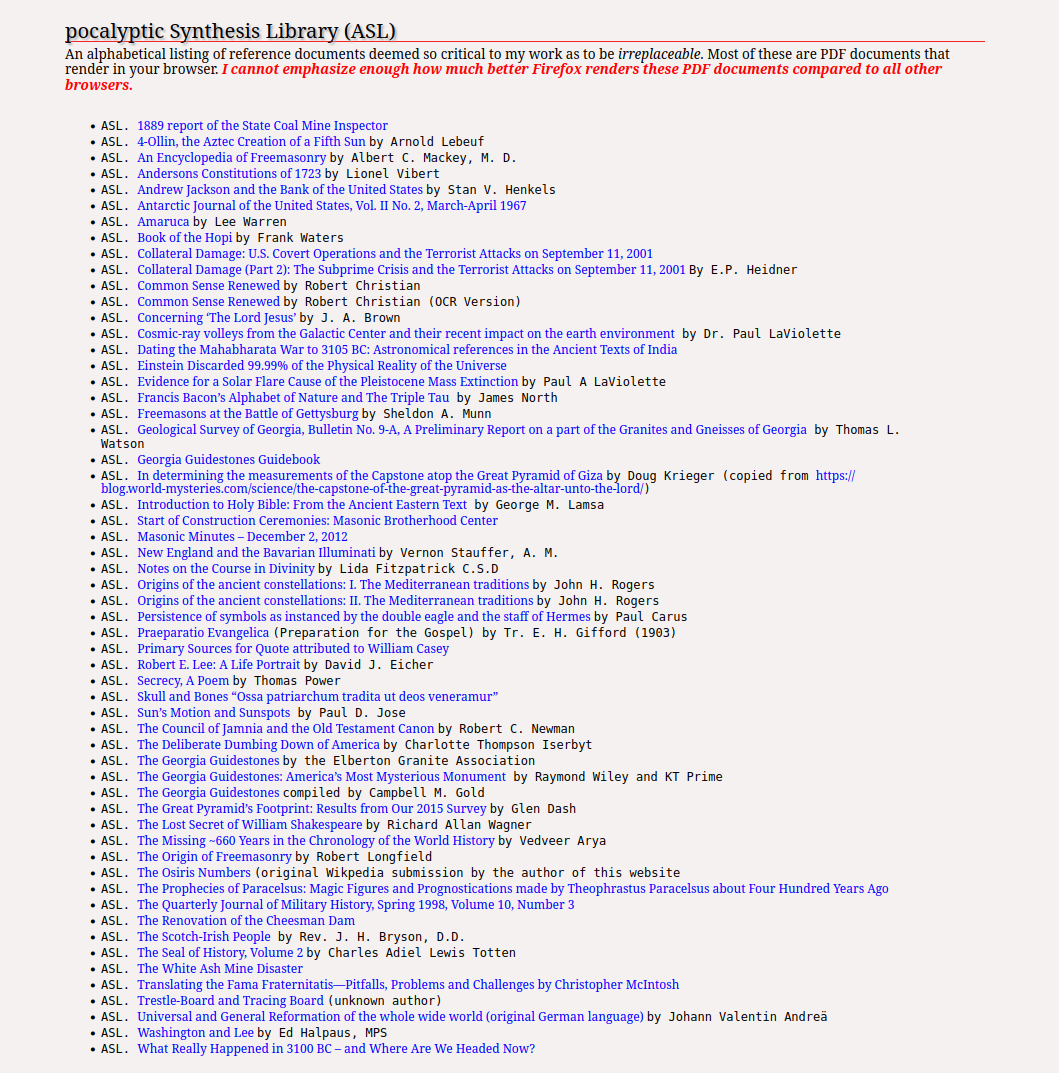 pocalyptic Synthesis Library (ASL)
An alphabetical listing of reference documents deemed so critical to my work as to be irreplaceable. Most of these are PDF documents that
render in your browser. I cannot emphasize enough how much better Firefox renders these PDF documents compared to all other
browsers.
• ASL. 1889 report of the State Coal Mine Inspector
• ASL. 4-Ollin, the Aztec Creation of a Fifth Sun by Arnold Lebeuf
• ASL. An Encyclopedia of Freemasonry by Albert C. Mackey, M. D.
• ASL. Andersons Constitutions of 1723 by Lionel Vibert
• ASL. Andrew Jackson and the Bank of the United States by Stan V. Henkels
• ASL. Antarctic Journal of the United States, Vol. II No. 2, March-April 1967
• ASL. Amaruca by Lee Warren
• ASL. Book of the Hopi by Frank Waters
• ASL. Collateral Damage: U.S. Covert Operations and the Terrorist Attacks on September 11, 2001
• ASL. Collateral Damage (Part 2): The Subprime Crisis and the Terrorist Attacks on September 11, 2001 By E.P. Heidner
• ASL. Common Sense Renewed by Robert Christian
• ASL. Common Sense Renewed by Robert Christian (OCR Version)
• ASL. Concerning ‘The Lord Jesus’ by J. A. Brown
• ASL. Cosmic-ray volleys from the Galactic Center and their recent impact on the earth environment by Dr. Paul LaViolette
• ASL. Dating the Mahabharata War to 3105 BC: Astronomical references in the Ancient Texts of India
• ASL. Einstein Discarded 99.99% of the Physical Reality of the Universe
• ASL. Evidence for a Solar Flare Cause of the Pleistocene Mass Extinction by Paul A LaViolette
• ASL. Francis Bacon’s Alphabet of Nature and The Triple Tau by James North
• ASL. Freemasons at the Battle of Gettysburg by Sheldon A. Munn
• ASL. Geological Survey of Georgia, Bulletin No. 9-A, A Preliminary Report on a part of the Granites and Gneisses of Georgia by Thomas L.
Watson
• ASL. Georgia Guidestones Guidebook
• ASL. In determining the measurements of the Capstone atop the Great Pyramid of Giza by Doug Krieger (copied from https://
blog.world-mysteries.com/science/the-capstone-of-the-great-pyramid-as-the-altar-unto-the-lord/)
• ASL. Introduction to Holy Bible: From the Ancient Eastern Text by George M. Lamsa
• ASL. Start of Construction Ceremonies: Masonic Brotherhood Center
• ASL. Masonic Minutes – December 2, 2012
• ASL. New England and the Bavarian Illuminati by Vernon Stauffer, A. M.
• ASL. Notes on the Course in Divinity by Lida Fitzpatrick C.S.D
• ASL. Origins of the ancient constellations: I. The Mediterranean traditions by John H. Rogers
• ASL. Origins of the ancient constellations: II. The Mediterranean traditions by John H. Rogers
• ASL. Persistence of symbols as instanced by the double eagle and the staff of Hermes by Paul Carus
• ASL. Praeparatio Evangelica (Preparation for the Gospel) by Tr. E. H. Gifford (1903)
• ASL. Primary Sources for Quote attributed to William Casey
• ASL. Robert E. Lee: A Life Portrait by David J. Eicher
• ASL. Secrecy, A Poem by Thomas Power
• ASL. Skull and Bones “Ossa patriarchum tradita ut deos veneramur”
• ASL. Sun’s Motion and Sunspots by Paul D. Jose
• ASL. The Council of Jamnia and the Old Testament Canon by Robert C. Newman
• ASL. The Deliberate Dumbing Down of America by Charlotte Thompson Iserbyt
• ASL. The Georgia Guidestones by the Elberton Granite Association
• ASL. The Georgia Guidestones: America’s Most Mysterious Monument by Raymond Wiley and KT Prime
• ASL. The Georgia Guidestones compiled by Campbell M. Gold
• ASL. The Great Pyramid’s Footprint: Results from Our 2015 Survey by Glen Dash
• ASL. The Lost Secret of William Shakespeare by Richard Allan Wagner
• ASL. The Missing ~660 Years in the Chronology of the World History by Vedveer Arya
• ASL. The Origin of Freemasonry by Robert Longfield
• ASL. The Osiris Numbers (original Wikpedia submission by the author of this website
• ASL. The Prophecies of Paracelsus: Magic Figures and Prognostications made by Theophrastus Paracelsus about Four Hundred Years Ago
• ASL. The Quarterly Journal of Military History, Spring 1998, Volume 10, Number 3
• ASL. The Renovation of the Cheesman Dam
• ASL. The Scotch-Irish People by Rev. J. H. Bryson, D.D.
• ASL. The Seal of History, Volume 2 by Charles Adiel Lewis Totten
• ASL. The White Ash Mine Disaster
• ASL. Translating the Fama Fraternitatis—Pitfalls, Problems and Challenges by Christopher McIntosh
• ASL. Trestle-Board and Tracing Board (unknown author)
• ASL. Universal and General Reformation of the whole wide world (original German language) by Johann Valentin Andreä
• ASL. Washington and Lee by Ed Halpaus, MPS
• ASL. What Really Happened in 3100 BC – and Where Are We Headed Now?